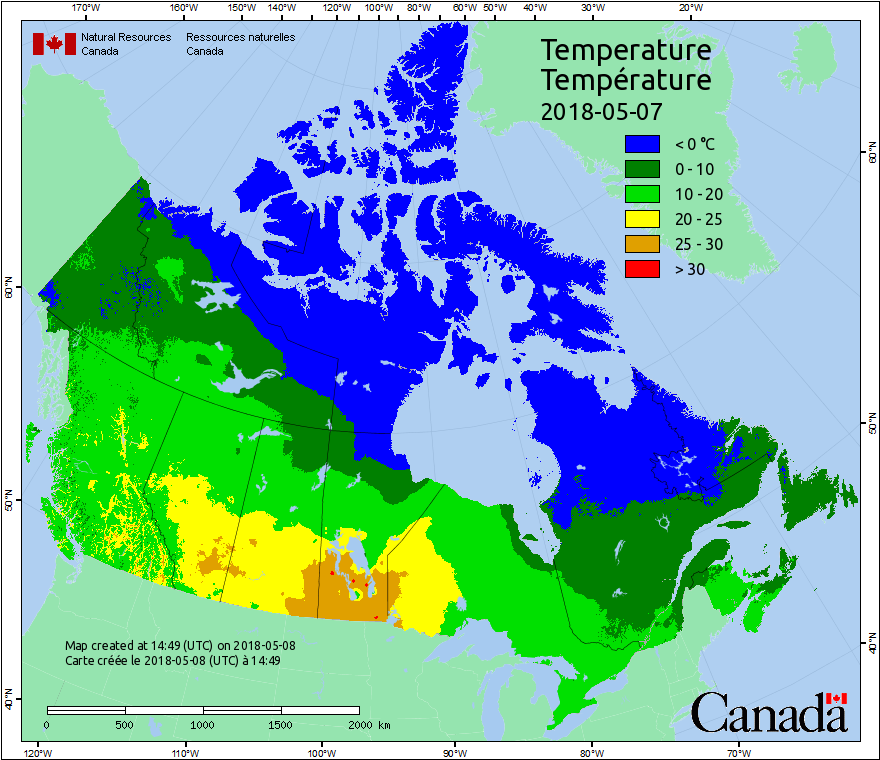 170°W 160°W 150°W 140°W 120°W 100°W 80°W 60°W 50°W 40°W 30°W 20°W
Natural Resources Ressources naturelles
Canada Canada
Temperature
Température
2018-05-07
< 0 °C
0 - 10
10 - 20
20 - 25
25 - 30
> 30
60°N
60°N
50°N
50°N
40°N
40°N
Map created at 14:49 (UTC) on 2018-05-08
Carte créée le 2018-05-08 (UTC) à 14:49
0 500 1000 1500 2000 km
Canada
120°W 110°W 100°W 90°W 80°W 70°W